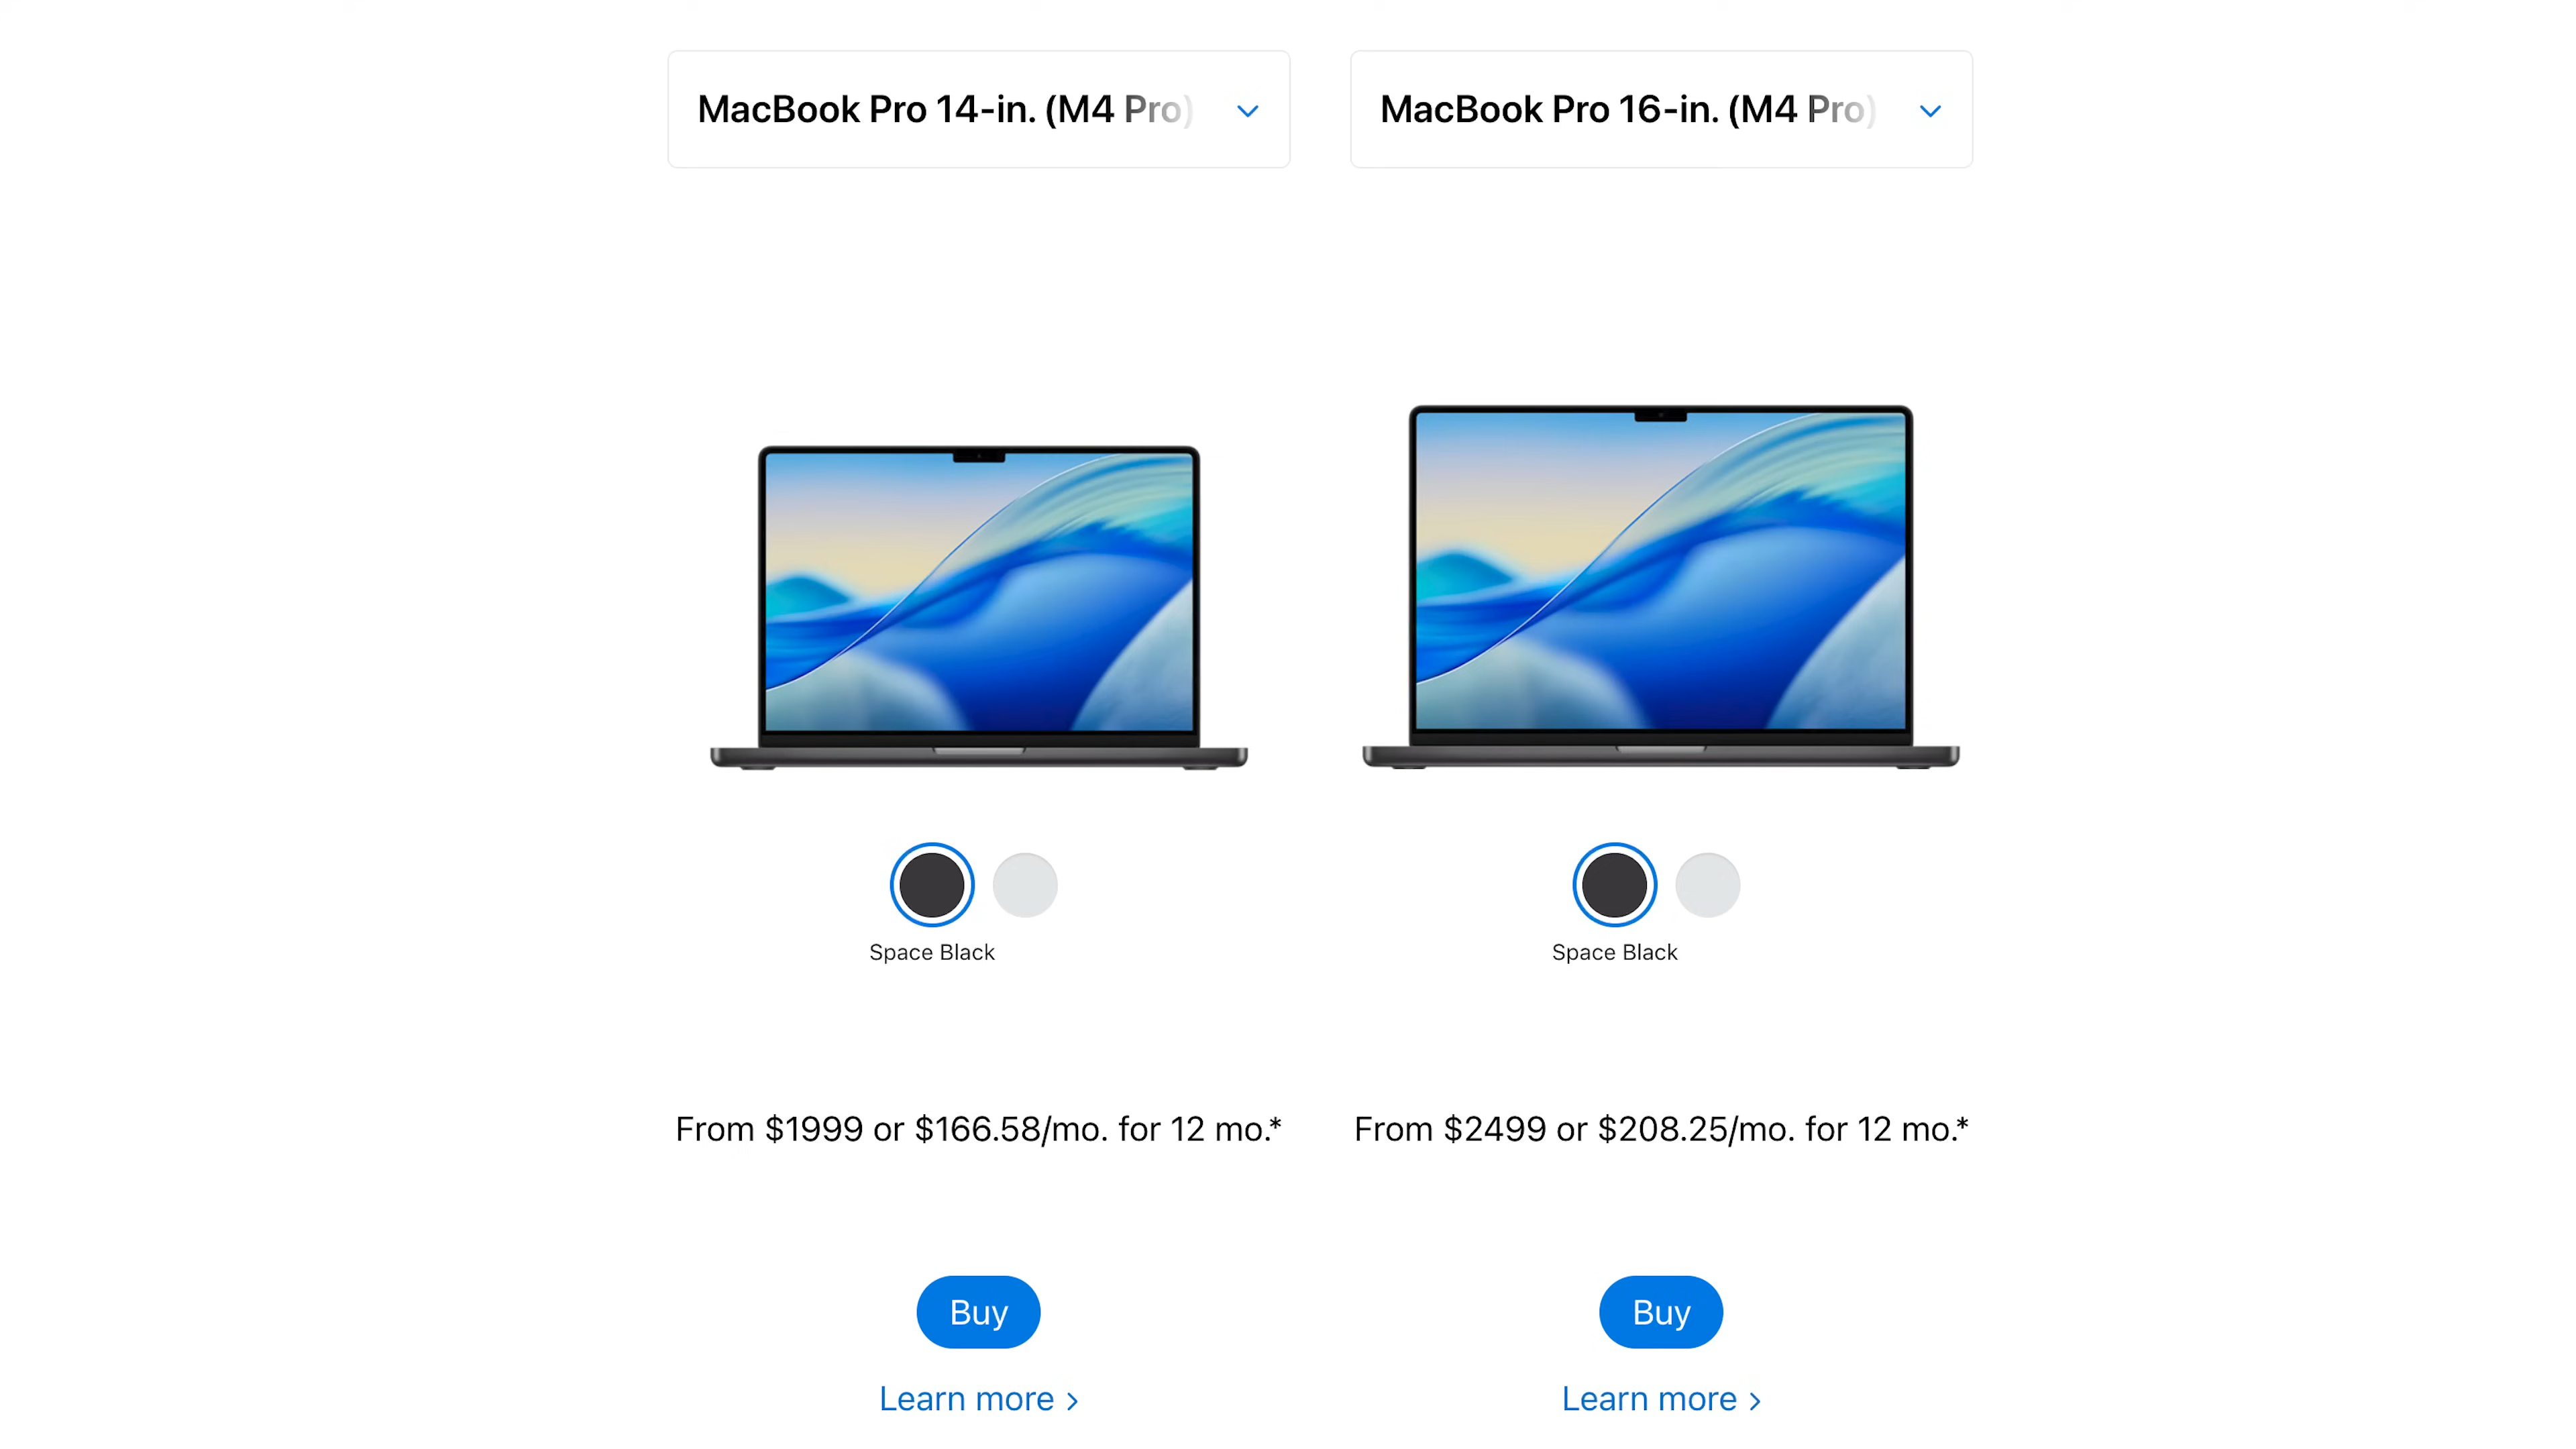 MacBook Pro 14-in. (M4 Pro)
MacBook Pro 16-in. (M4 Pro)
Space Black
Space Black
From $1999 or $166.58/mo. for 12 mo.*
From $2499 or $208.25/mo. for 12 mo.*
Buy
Buy
Learn more >
Learn more >